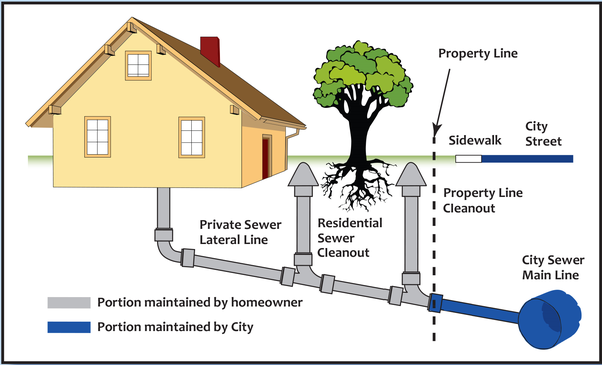 Property Line
Sidewalk
City
Street
Property Line
Cleanout
Private Sewer
Lateral Line
Residential
Sewer
Cleanout
City Sewer
Main Line
Portion maintained by homeowner
Portion maintained by City